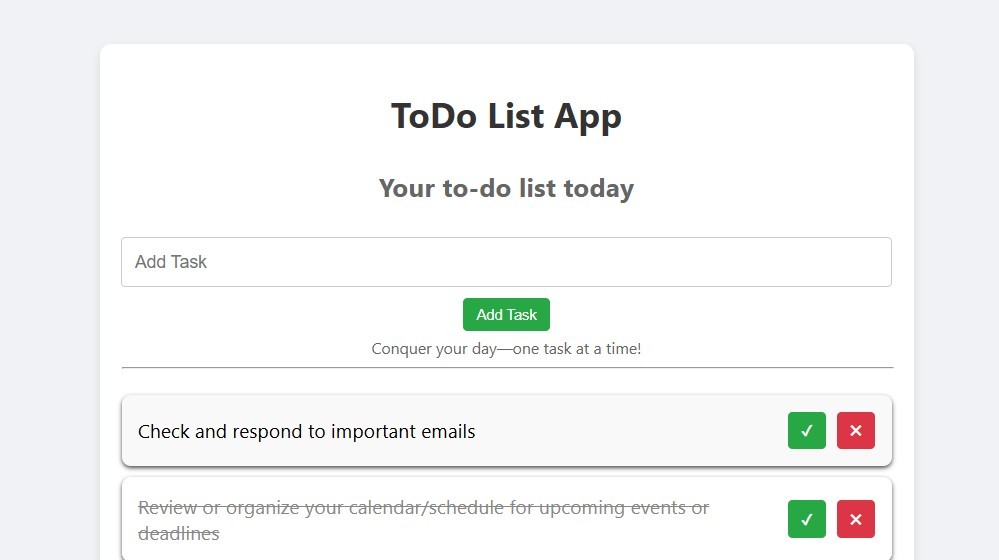 ToDo List App
Your to-do list today
Add Task
Add Task
Conquer your day—one task at a time!
Check and respond to important emails
Review or organize your calendar/schedule for upcoming events or
deadlines